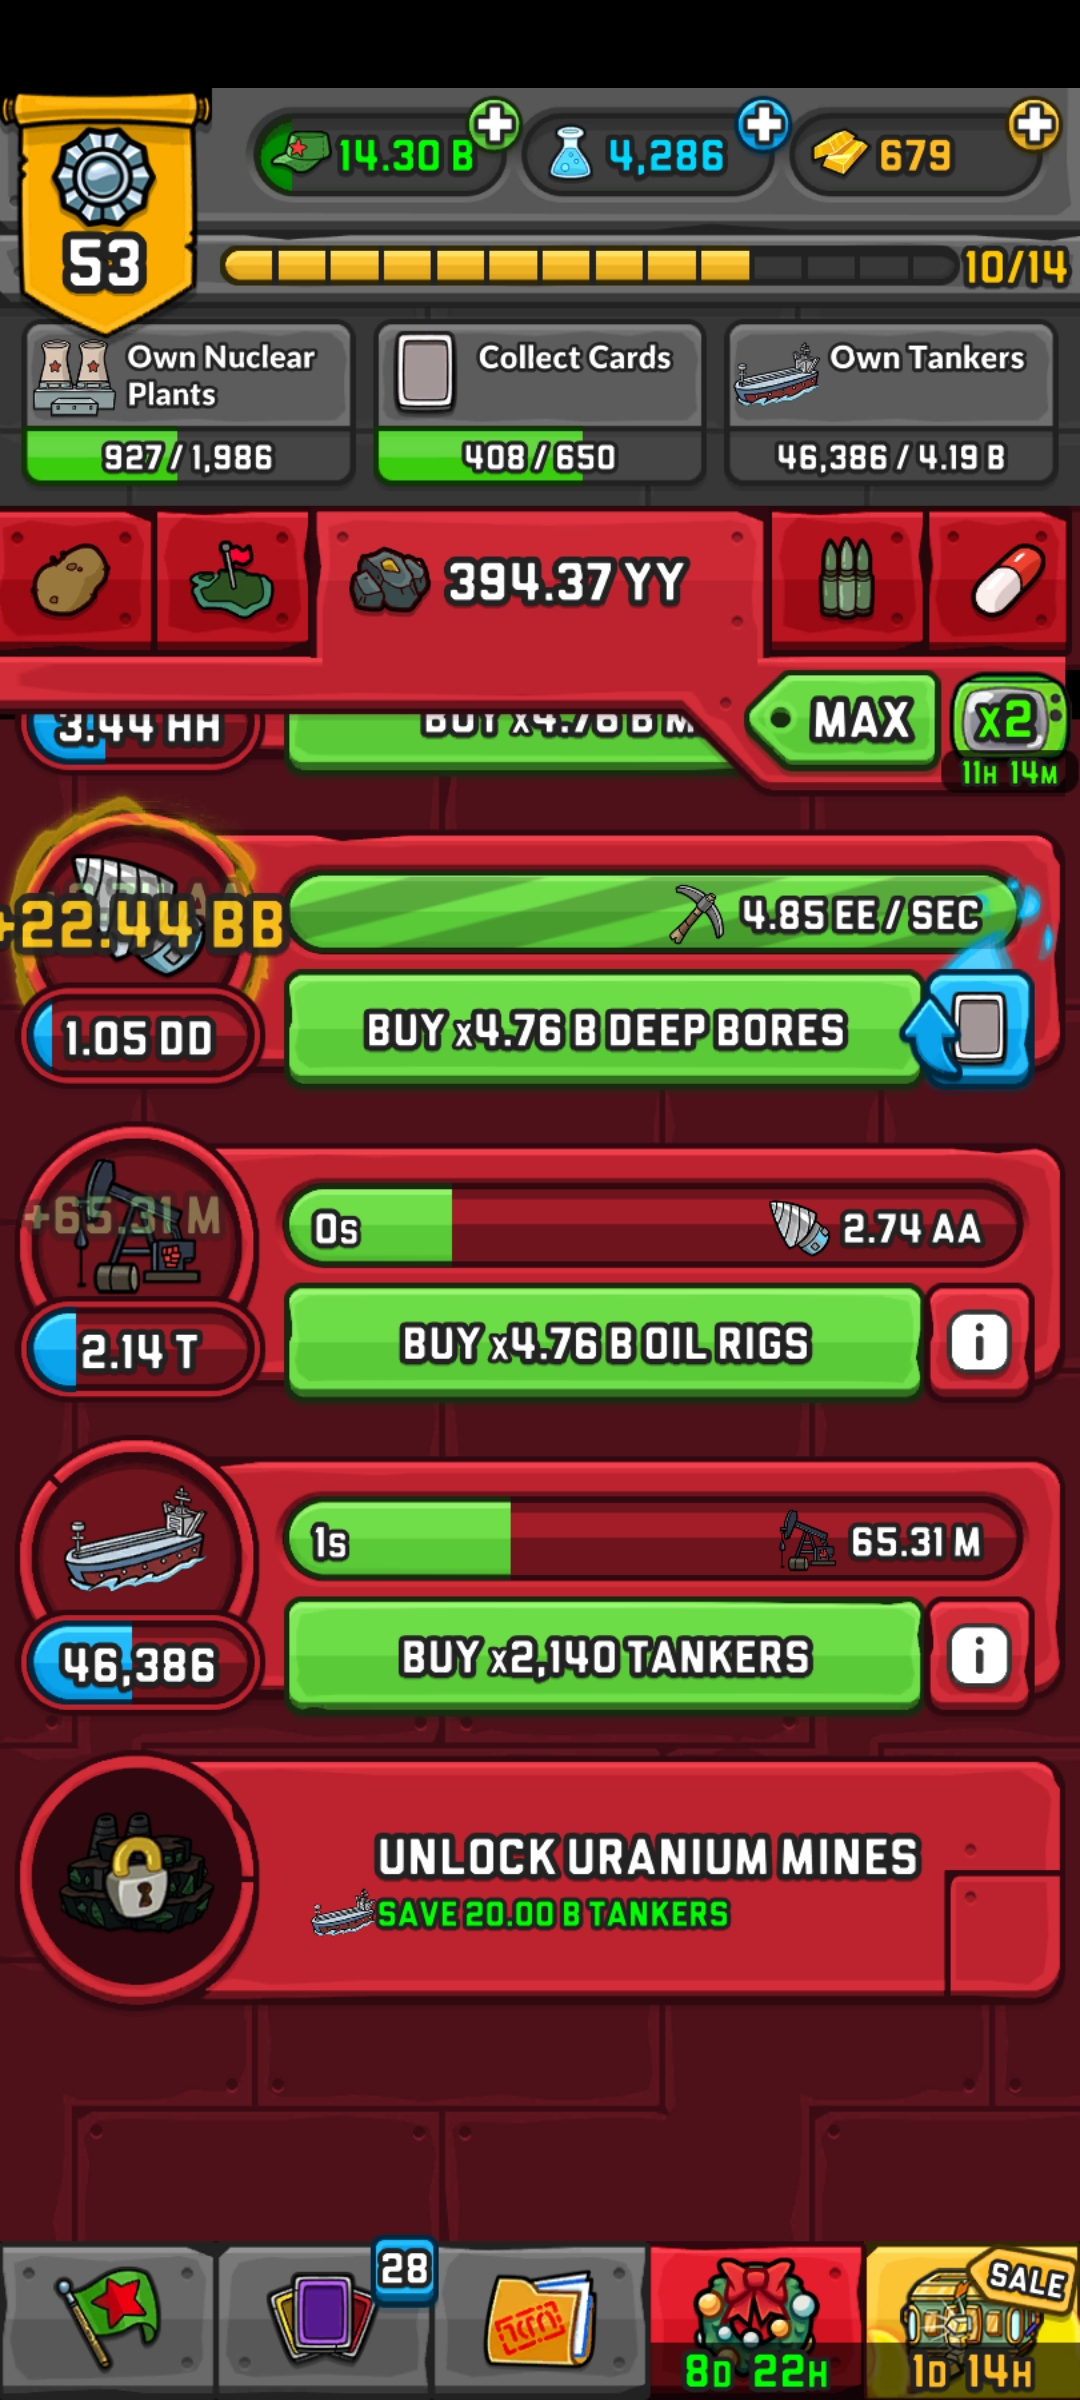 14.30 B
4,286
679
53
10/14
Own Nuclear
Plants
Collect Cards
Own Tankers
927 / 1,986
408 / 650
46,386 / 4.19 B
394.37 YY
MAX
x2
11H 14M
3.44 HH
BUY x4.76 B M
+22.44 BB
4.85 EE / SEC
1.05 DD
BUY x4.76 B DEEP BORES
+65.31 M
0s
2.74 AA
2.14 T
BUY x4.76 B OIL RIGS
i
1s
65.31 M
46,386
BUY x2,140 TANKERS
i
UNLOCK URANIUM MINES
SAVE 20.00 B TANKERS
28
SALE
8D 22H
1D 14H